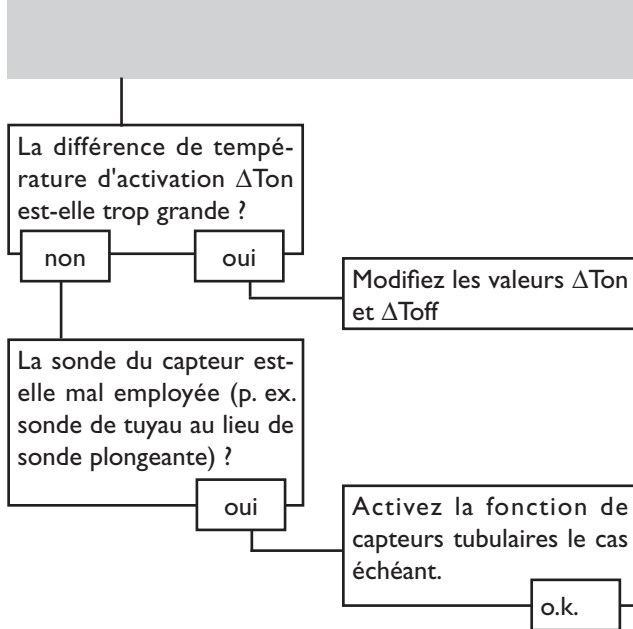 La différence de tempé-
rature d'activation ΔTon
est-elle trop grande ?
non
oui
Modifiez les valeurs ΔTon
et ΔToff
La sonde du capteur est-
elle mal employée (p. ex.
sonde de tuyau au lieu de
sonde plongeante) ?
oui
Activez la fonction de
capteurs tubulaires le cas
échéant.
o.k.